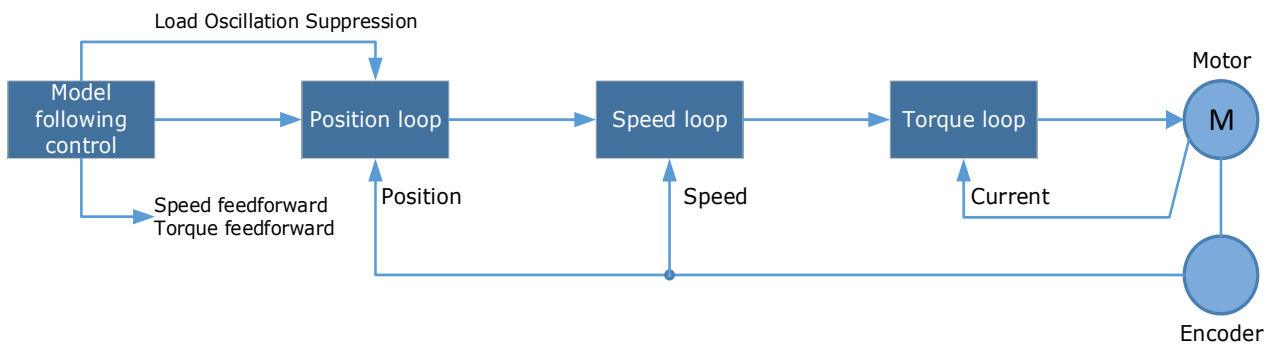 Load Oscillation Suppression
Motor
Model
following
control
Position loop
Speed loop
Torque loop
M
Position
Speed
Current
Speed feedforward
Torque feedforward
Encoder